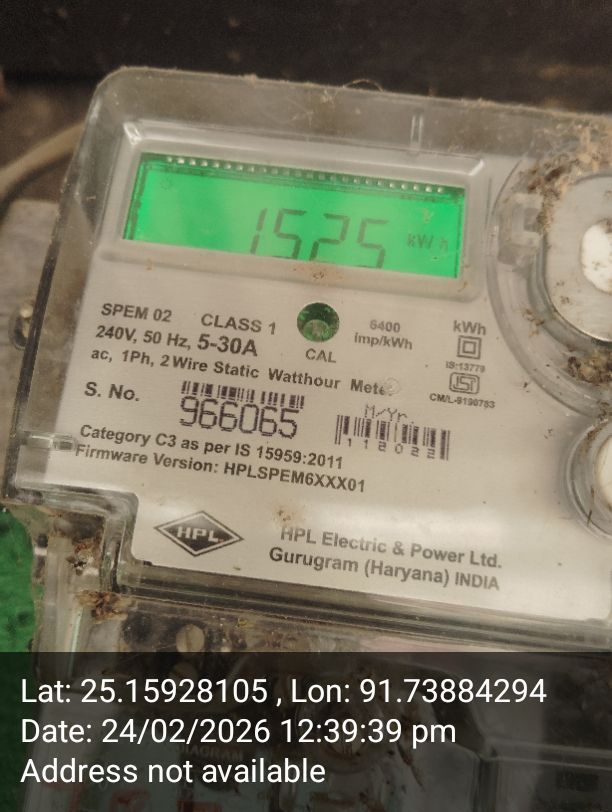 1525 kWh
SPEM 02 CLASS 1
240V, 50 Hz, 5-30A
ac, 1Ph, 2 Wire Static Watthour Meter
CAL
6400
imp/kWh
kWh
IS:13779
ISI
CM/L-9190783
S. No.
966065
M/Yr.
112022
Category C3 as per IS 15959:2011
Firmware Version: HPLSPEM6XXX01
HPL
HPL Electric & Power Ltd.
Gurugram (Haryana) INDIA
Lat: 25.15928105 , Lon: 91.73884294
Date: 24/02/2026 12:39:39 pm
Address not available